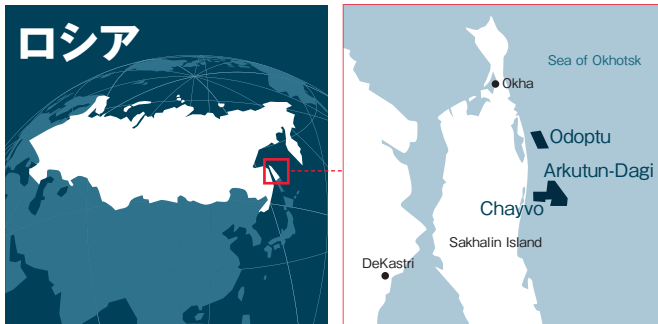 ロシア
Sea of Okhotsk
Okha
Odoptu
Arkutun-Dagi
Chayvo
Sakhalin Island
DeKastri